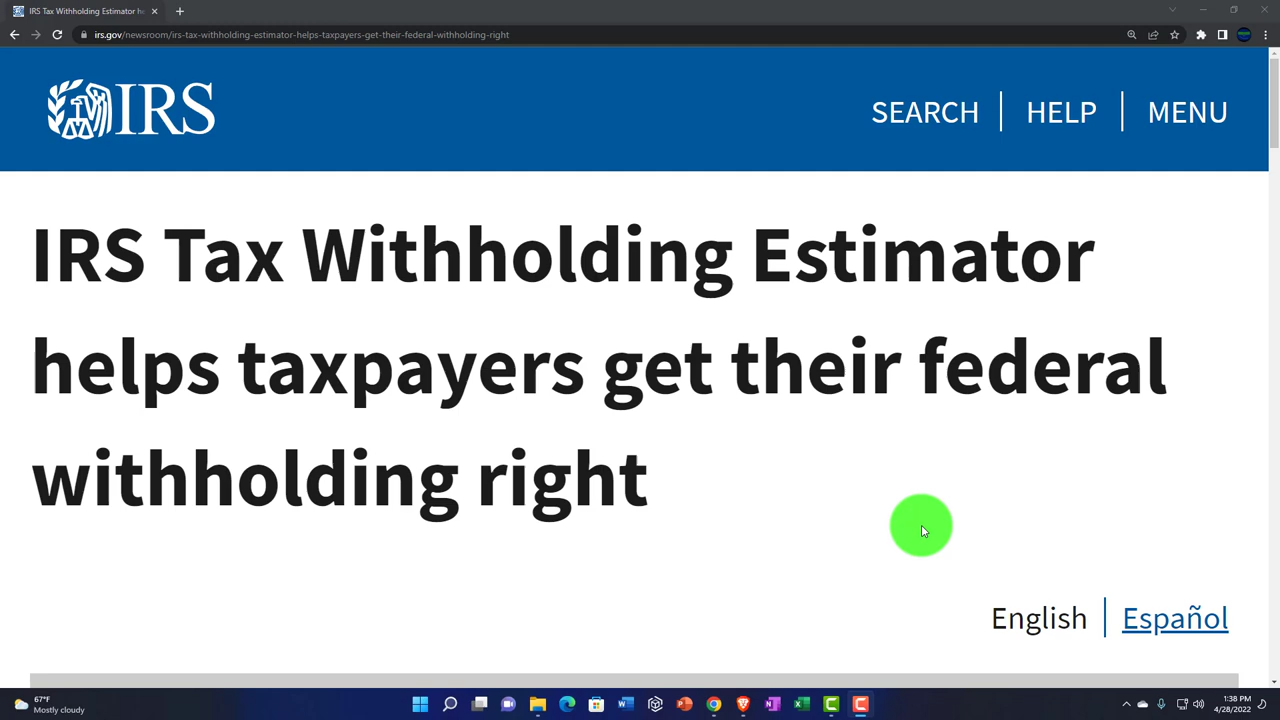 IRS Tax Withholding Estimator he
irs.gov/newsroom/irs-tax-withholding-estimator-helps-taxpayers-get-their-federal-withholding-right
IRS
SEARCH
HELP
MENU
IRS Tax Withholding Estimator
helps taxpayers get their federal
withholding right
English
Español
67°F
Mostly cloudy
1:38 PM
4/28/2022